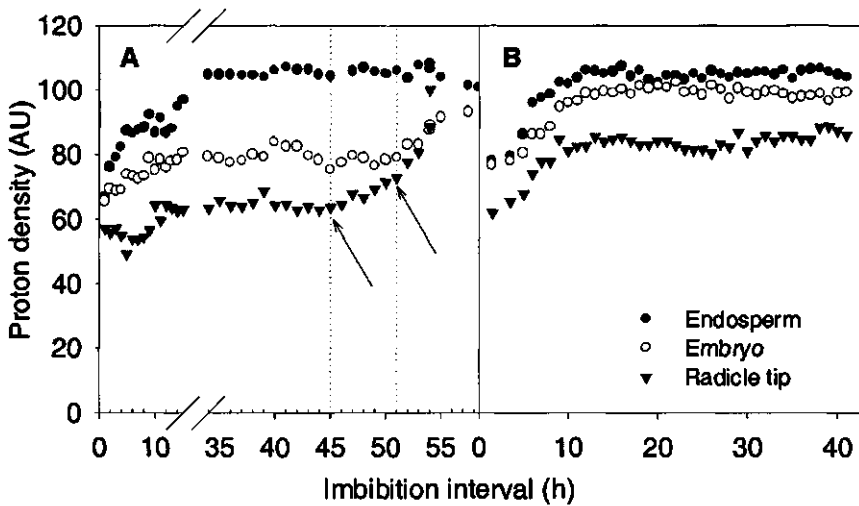 Proton density (AU)
120
100
80
60
40
20
0
A
B
Endosperm
Embryo
Radicle tip
0 10 35 40 45 50 55 0 10 20 30 40
Imbibition interval (h)